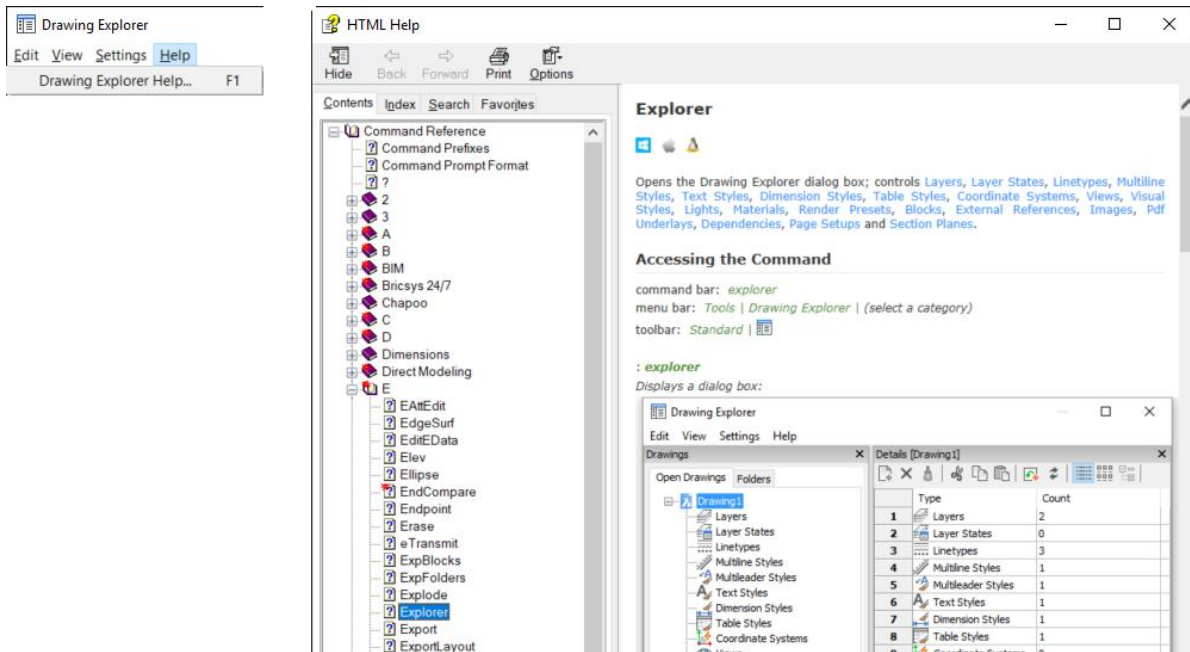 Drawing Explorer
Edit View Settings Help
Drawing Explorer Help... F1
HTML Help
Hide Back Forward Print Options
Contents Index Search Favorites
Command Reference
Command Prefixes
Command Prompt Format
?
2
3
A
B
BIM
Bricsys 24/7
Chapoo
C
D
Dimensions
Direct Modeling
E
EAttEdit
EdgeSurf
EditEData
Elev
Ellipse
EndCompare
Endpoint
Erase
eTransmit
ExpBlocks
ExpFolders
Explode
Explorer
Export
ExportLayout
Explorer
Opens the Drawing Explorer dialog box; controls Layers, Layer States, Linetypes, Multiline
Styles, Text Styles, Dimension Styles, Table Styles, Coordinate Systems, Views, Visual
Styles, Lights, Materials, Render Presets, Blocks, External References, Images, Pdf
Underlays, Dependencies, Page Setups and Section Planes.
Accessing the Command
command bar: explorer
menu bar: Tools | Drawing Explorer | (select a category)
toolbar: Standard |
: explorer
Displays a dialog box:
Drawing Explorer
Edit View Settings Help
Drawings
Open Drawings Folders
Drawing1
Layers
Layer States
Linetypes
Multiline Styles
Multileader Styles
Text Styles
Dimension Styles
Table Styles
Coordinate Systems
Details [Drawing1]
Type Count
1 Layers 2
2 Layer States 0
3 Linetypes 3
4 Multiline Styles 1
5 Multileader Styles 1
6 Text Styles 1
7 Dimension Styles 1
8 Table Styles 1
Coordinate Systems